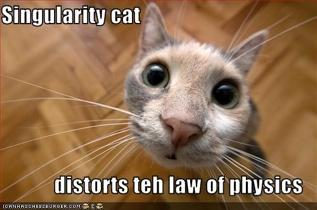 Singularity cat
distorts teh law of physics
ICANHASCHEEZBURGER.COM